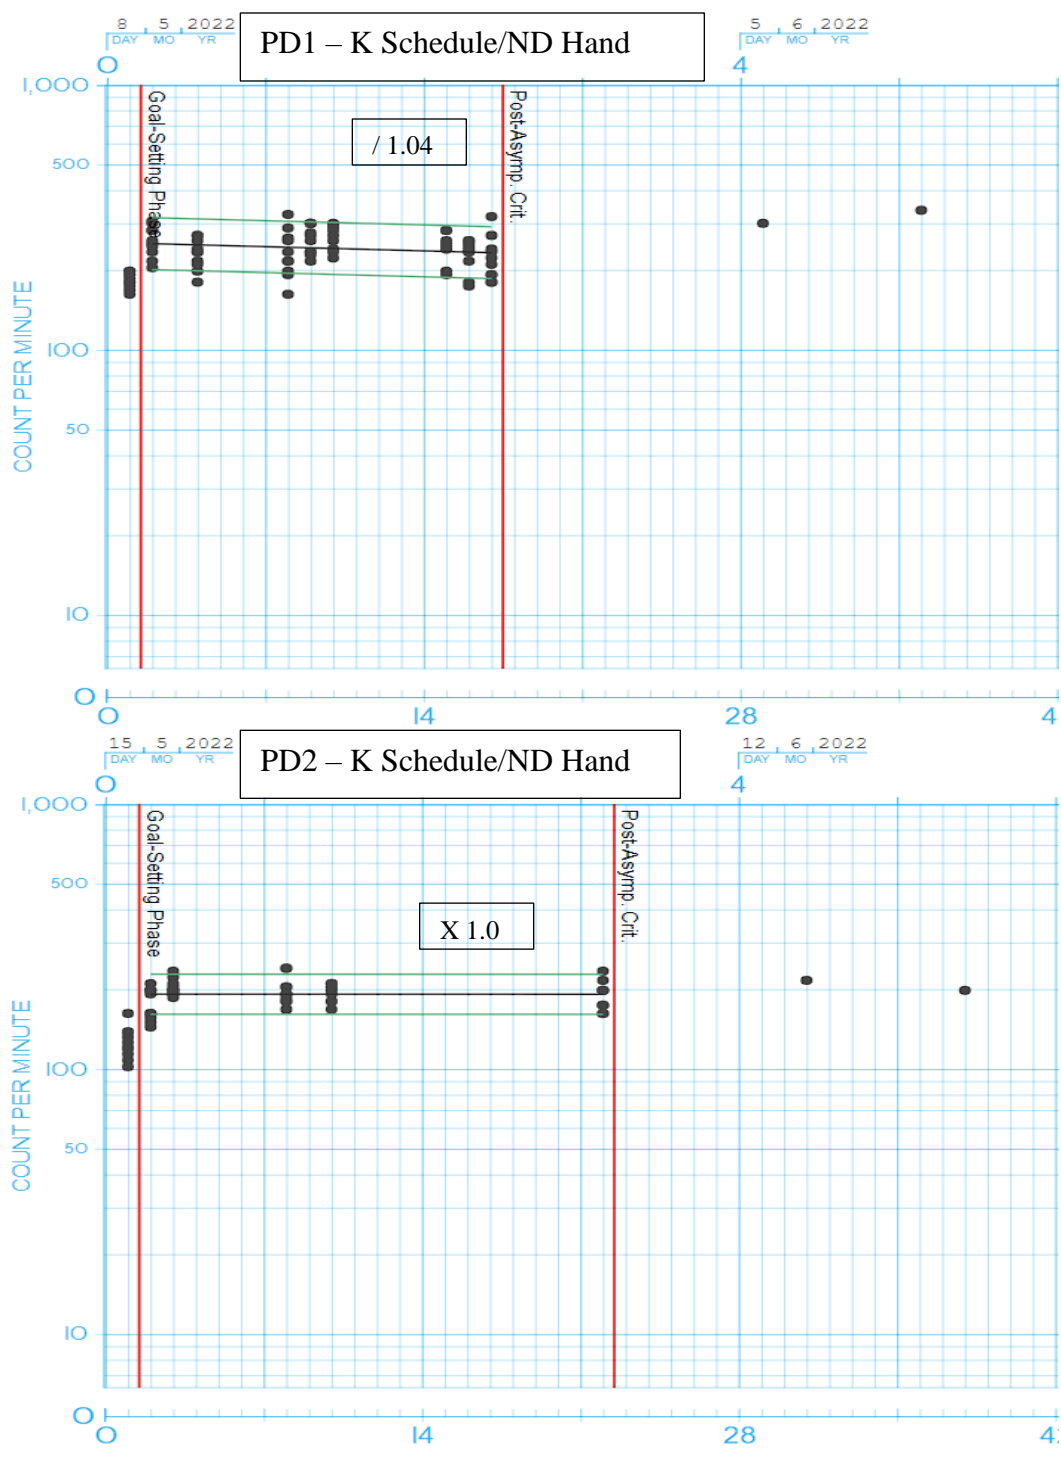 8 5 2022
DAY MO YR
PD1 – K Schedule/ND Hand
5 6 2022
DAY MO YR
0
4
1,000
Goal-Setting Phase
Post-Asymp. Crit.
/ 1.04
500
100
50
10
COUNT PER MINUTE
0
0
14
28
4
15 5 2022
DAY MO YR
PD2 – K Schedule/ND Hand
12 6 2022
DAY MO YR
0
4
1,000
Goal-Setting Phase
Post-Asymp. Crit.
500
X 1.0
100
50
10
COUNT PER MINUTE
0
0
14
28
4